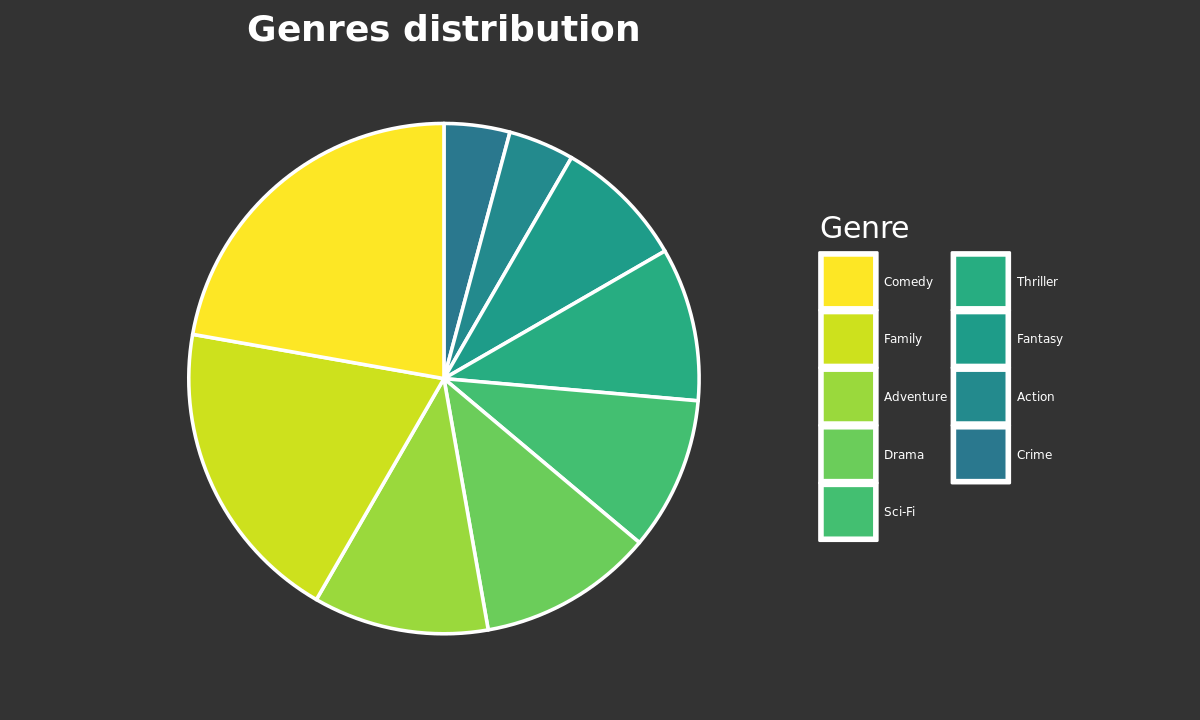 Genres distribution
Genre
Comedy
Family
Adventure
Drama
Sci-Fi
Thriller
Fantasy
Action
Crime